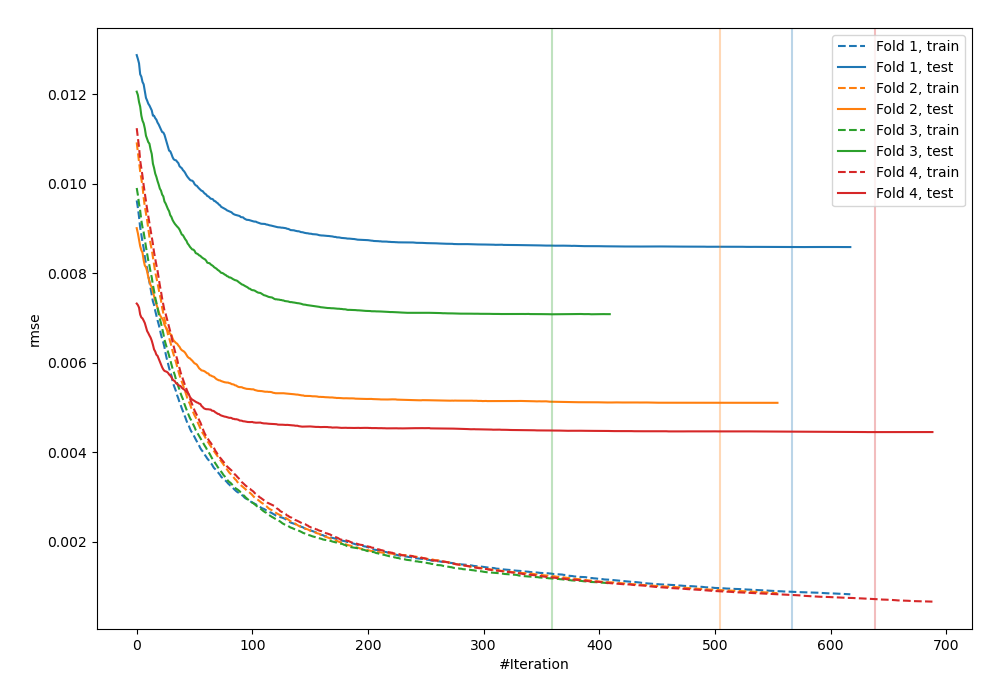 Fold 1, train
Fold 1, test
Fold 2, train
Fold 2, test
Fold 3, train
Fold 3, test
Fold 4, train
Fold 4, test
0.012
0.010
0.008
0.006
0.004
0.002
rmse
0 100 200 300 400 500 600 700
#Iteration